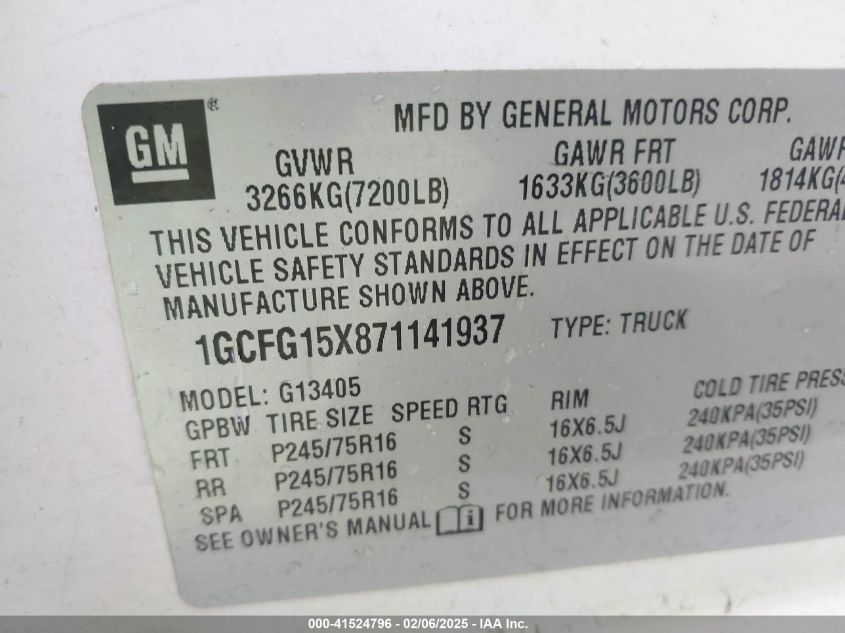 GM ®
MFD BY GENERAL MOTORS CORP.
GVWR GAWR FRT GAWR
3266KG(7200LB) 1633KG(3600LB) 1814KG(4
THIS VEHICLE CONFORMS TO ALL APPLICABLE U.S. FEDERAL
VEHICLE SAFETY STANDARDS IN EFFECT ON THE DATE OF
MANUFACTURE SHOWN ABOVE.
1GCFG15X871141937 TYPE: TRUCK
MODEL: G13405
GPBW TIRE SIZE SPEED RTG RIM COLD TIRE PRESS
FRT P245/75R16 S 16X6.5J 240KPA(35PSI)
RR P245/75R16 S 16X6.5J 240KPA(35PSI)
SPA P245/75R16 S 16X6.5J 240KPA(35PSI)
SEE OWNER'S MANUAL FOR MORE INFORMATION.
000-41524796 - 02/06/2025 - IAA Inc.